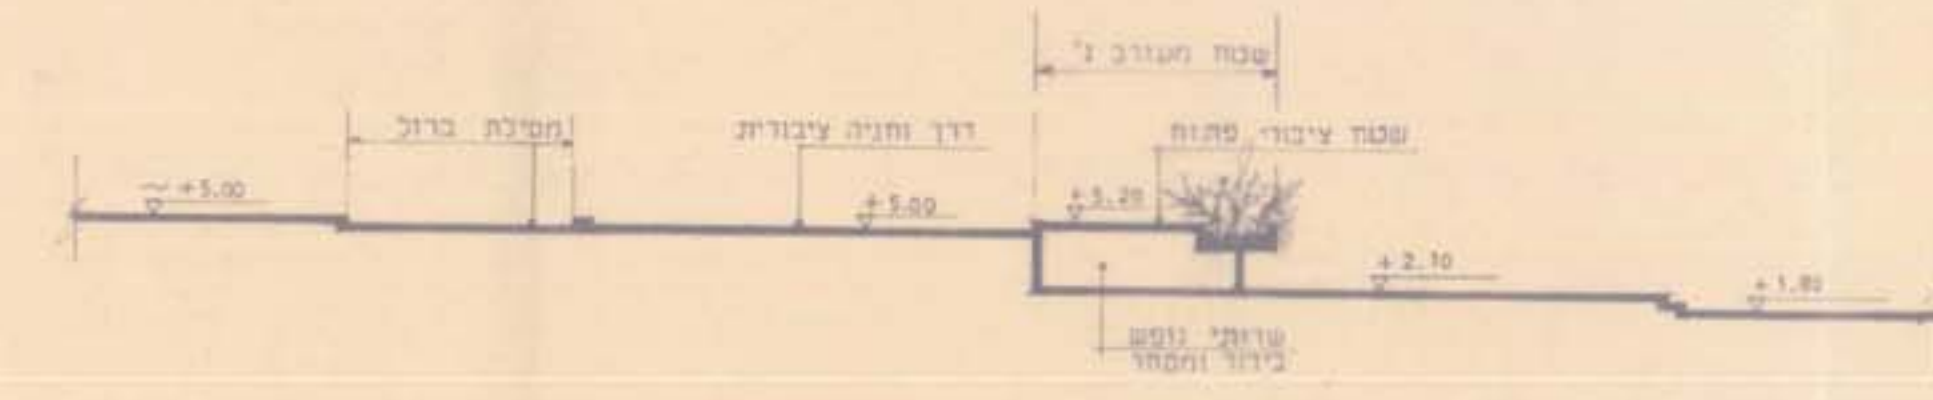 שטח מעורב נ'
שטח ציבורי פתוח
דרך וחניה ציבורית
מסילת ברזל
+5.20
+5.00
~+5.00
+2.10
+1.80
שרותי נופש
בידור ומסחר